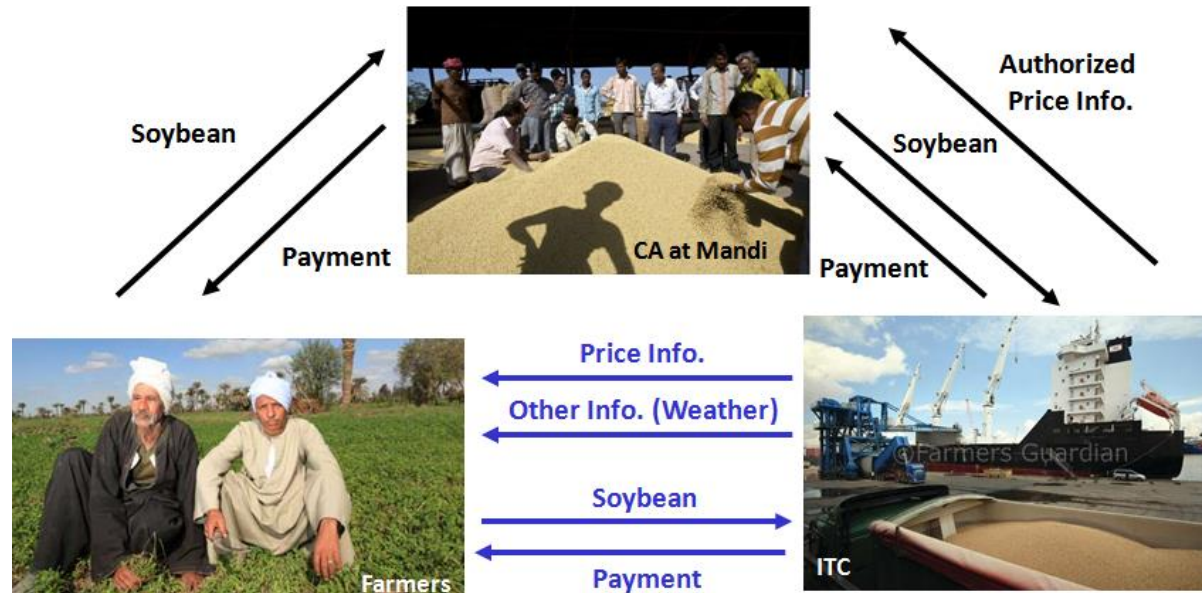 Authorized
Price Info.
Soybean
Soybean
Payment
CA at Mandi
Payment
Price Info.
Other Info. (Weather)
©Farmers Guardian
Soybean
Payment
Farmers
ITC